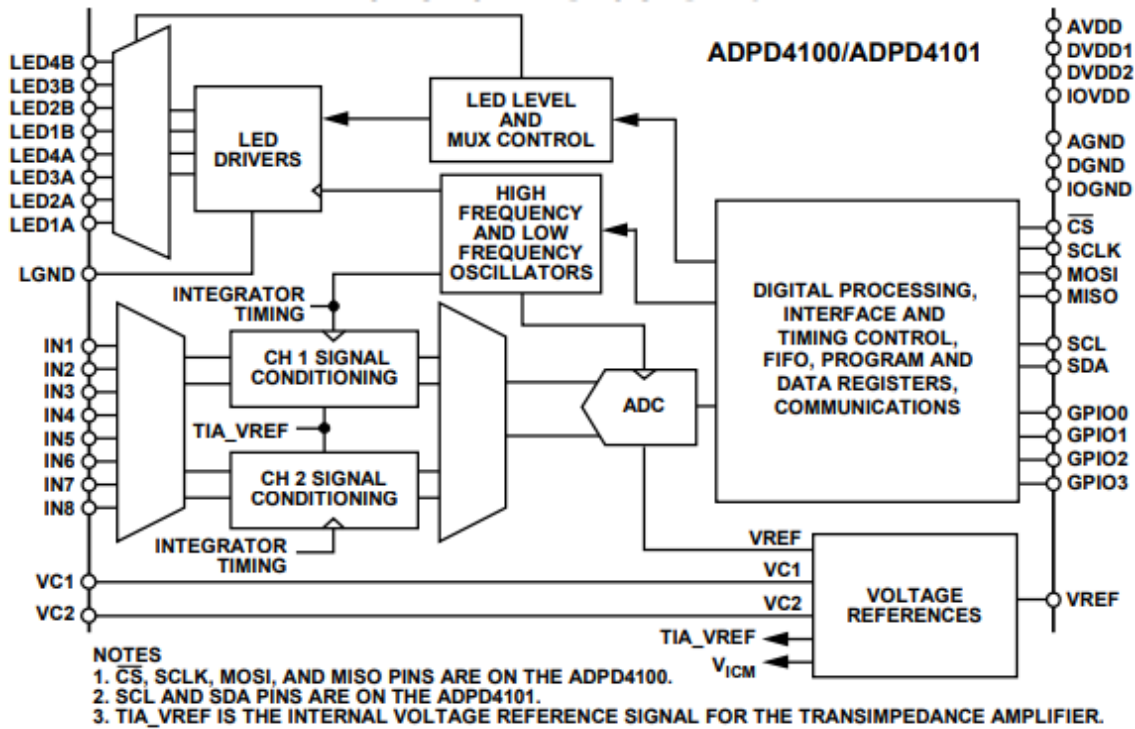 ADPD4100/ADPD4101
LED4B
LED3B
LED2B
LED1B
LED4A
LED3A
LED2A
LED1A
LGND
IN1
IN2
IN3
IN4
IN5
IN6
IN7
IN8
VC1
VC2
LED
DRIVERS
LED LEVEL
AND
MUX CONTROL
HIGH
FREQUENCY
AND LOW
FREQUENCY
OSCILLATORS
INTEGRATOR
TIMING
CH 1 SIGNAL
CONDITIONING
TIA_VREF
CH 2 SIGNAL
CONDITIONING
INTEGRATOR
TIMING
ADC
DIGITAL PROCESSING,
INTERFACE AND
TIMING CONTROL,
FIFO, PROGRAM AND
DATA REGISTERS,
COMMUNICATIONS
VREF
VC1
VC2
TIA_VREF
VICM
VOLTAGE
REFERENCES
AVDD
DVDD1
DVDD2
IOVDD
AGND
DGND
IOGND
C̅S̅
SCLK
MOSI
MISO
SCL
SDA
GPIO0
GPIO1
GPIO2
GPIO3
VREF
NOTES
1. C̅S̅, SCLK, MOSI, AND MISO PINS ARE ON THE ADPD4100.
2. SCL AND SDA PINS ARE ON THE ADPD4101.
3. TIA_VREF IS THE INTERNAL VOLTAGE REFERENCE SIGNAL FOR THE TRANSIMPEDANCE AMPLIFIER.